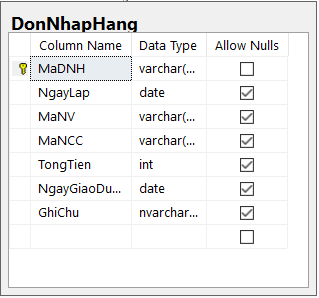 DonNhapHang
Column Name Data Type Allow Nulls
MaDNH varchar(...
NgayLap date
MaNV varchar(...
MaNCC varchar(...
TongTien int
NgayGiaoDu... date
GhiChu nvarchar...